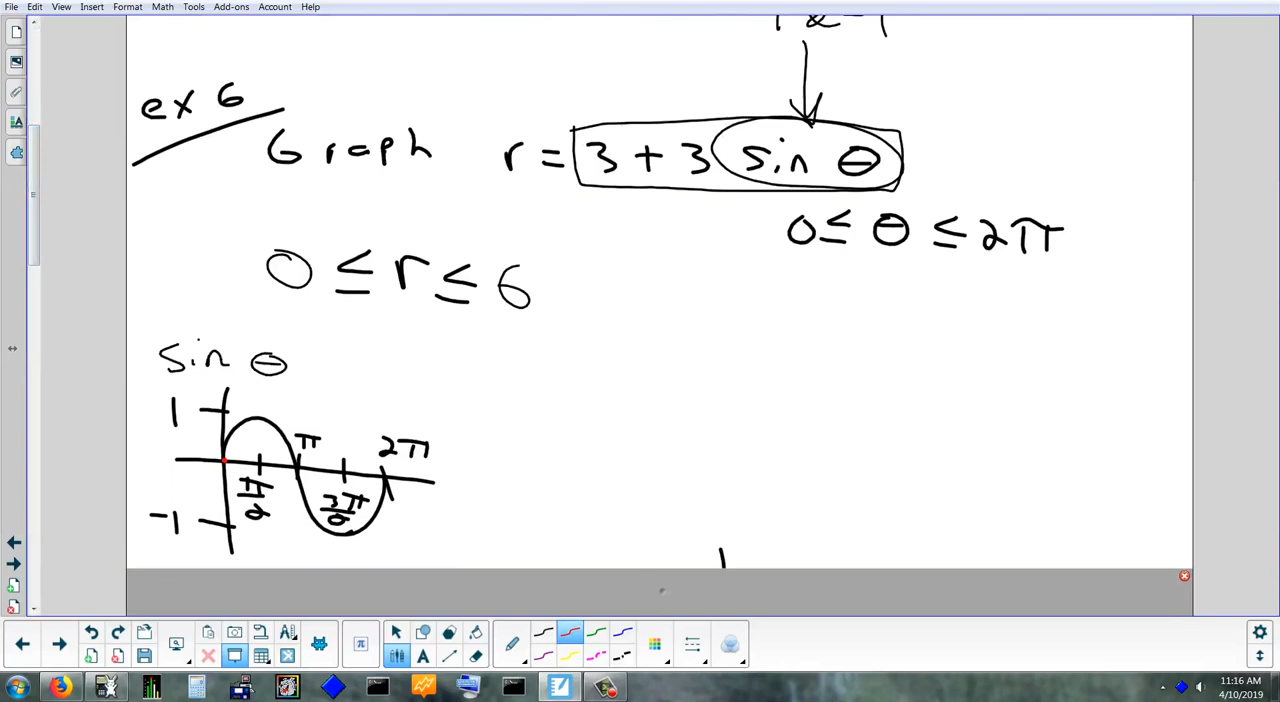 File Edit View Insert Format Math Tools Add-ons Account Help
ex 6
Graph r = 3 + 3 sin θ
0 ≤ θ ≤ 2π
0 ≤ r ≤ 6
sin θ
1
π 2π
π/2 3π/2
-1
π
A
11:16 AM
4/10/2019